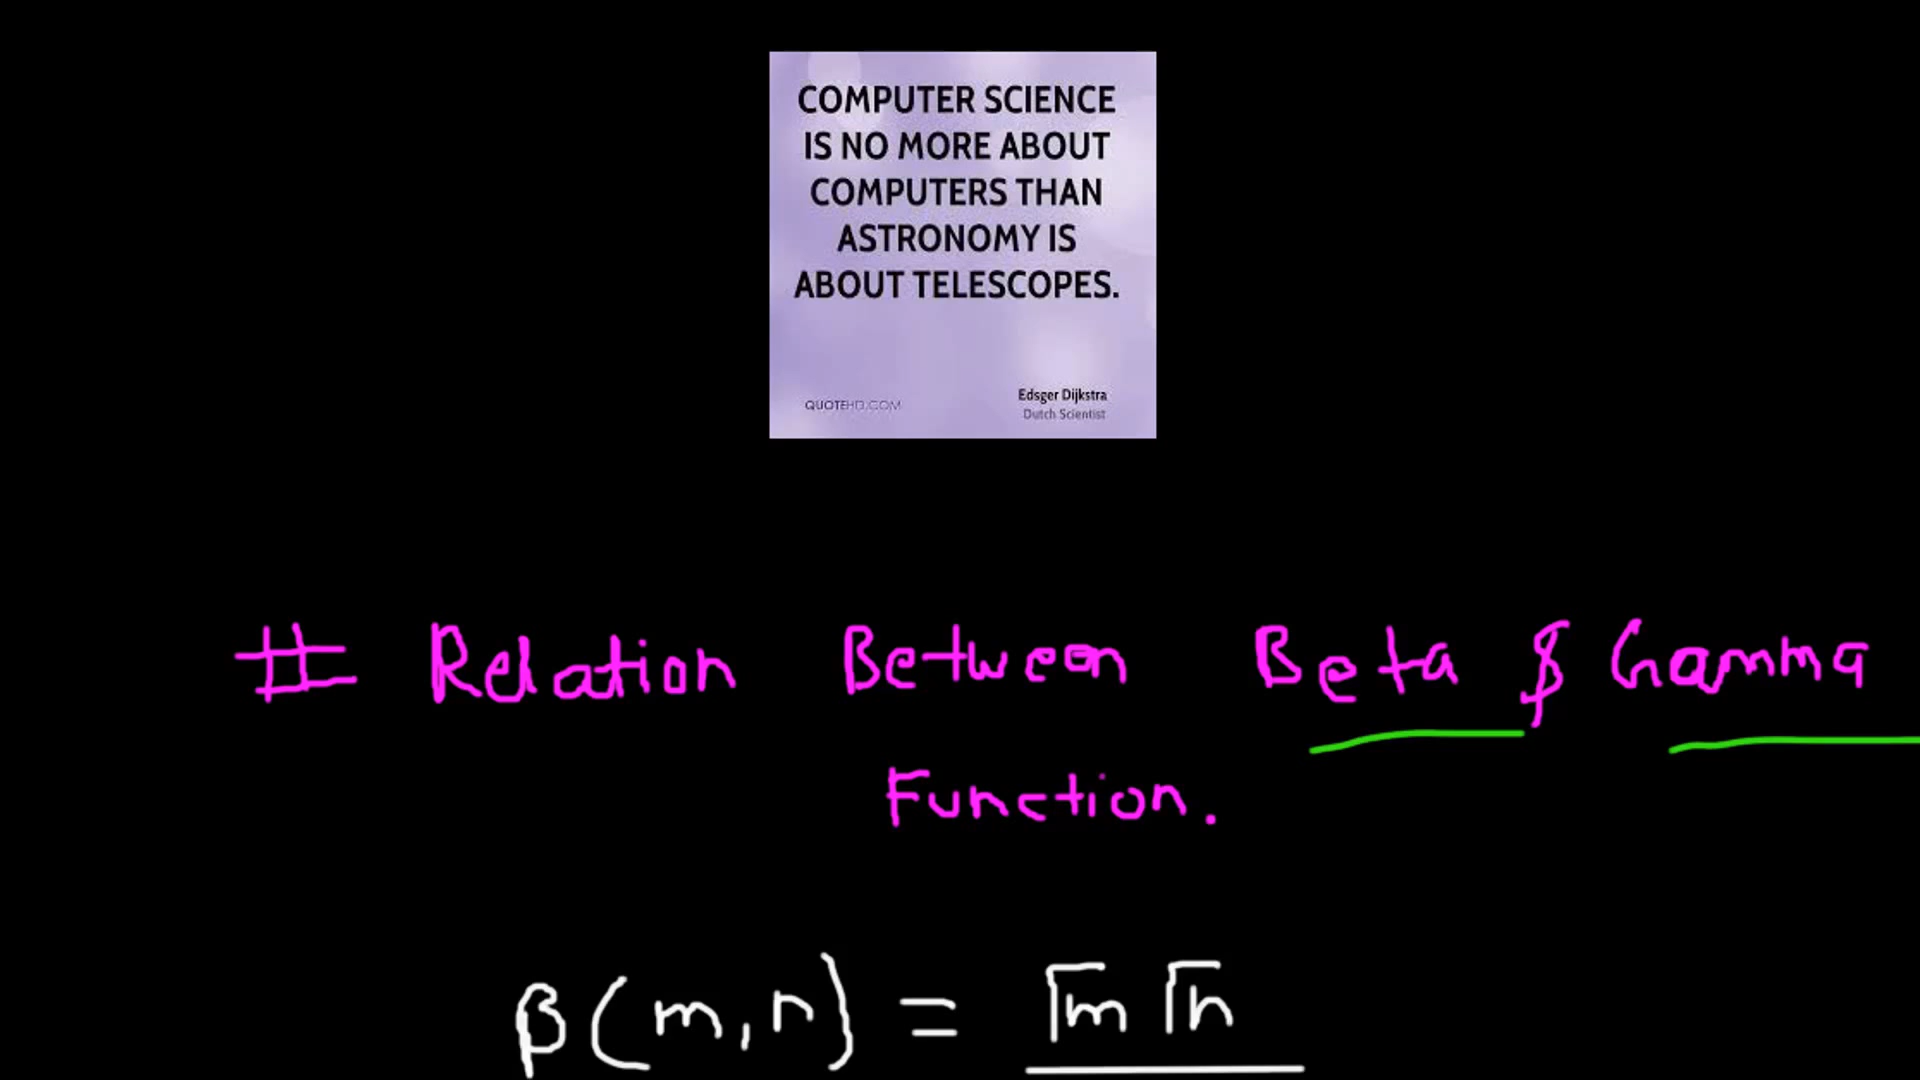 COMPUTER SCIENCE
IS NO MORE ABOUT
COMPUTERS THAN
ASTRONOMY IS
ABOUT TELESCOPES.
Edsger Dijkstra
QUOTEHD.COM
Dutch Scientist
# Relation Between Beta & Gamma
Function.
β(m,n) = Γm Γn